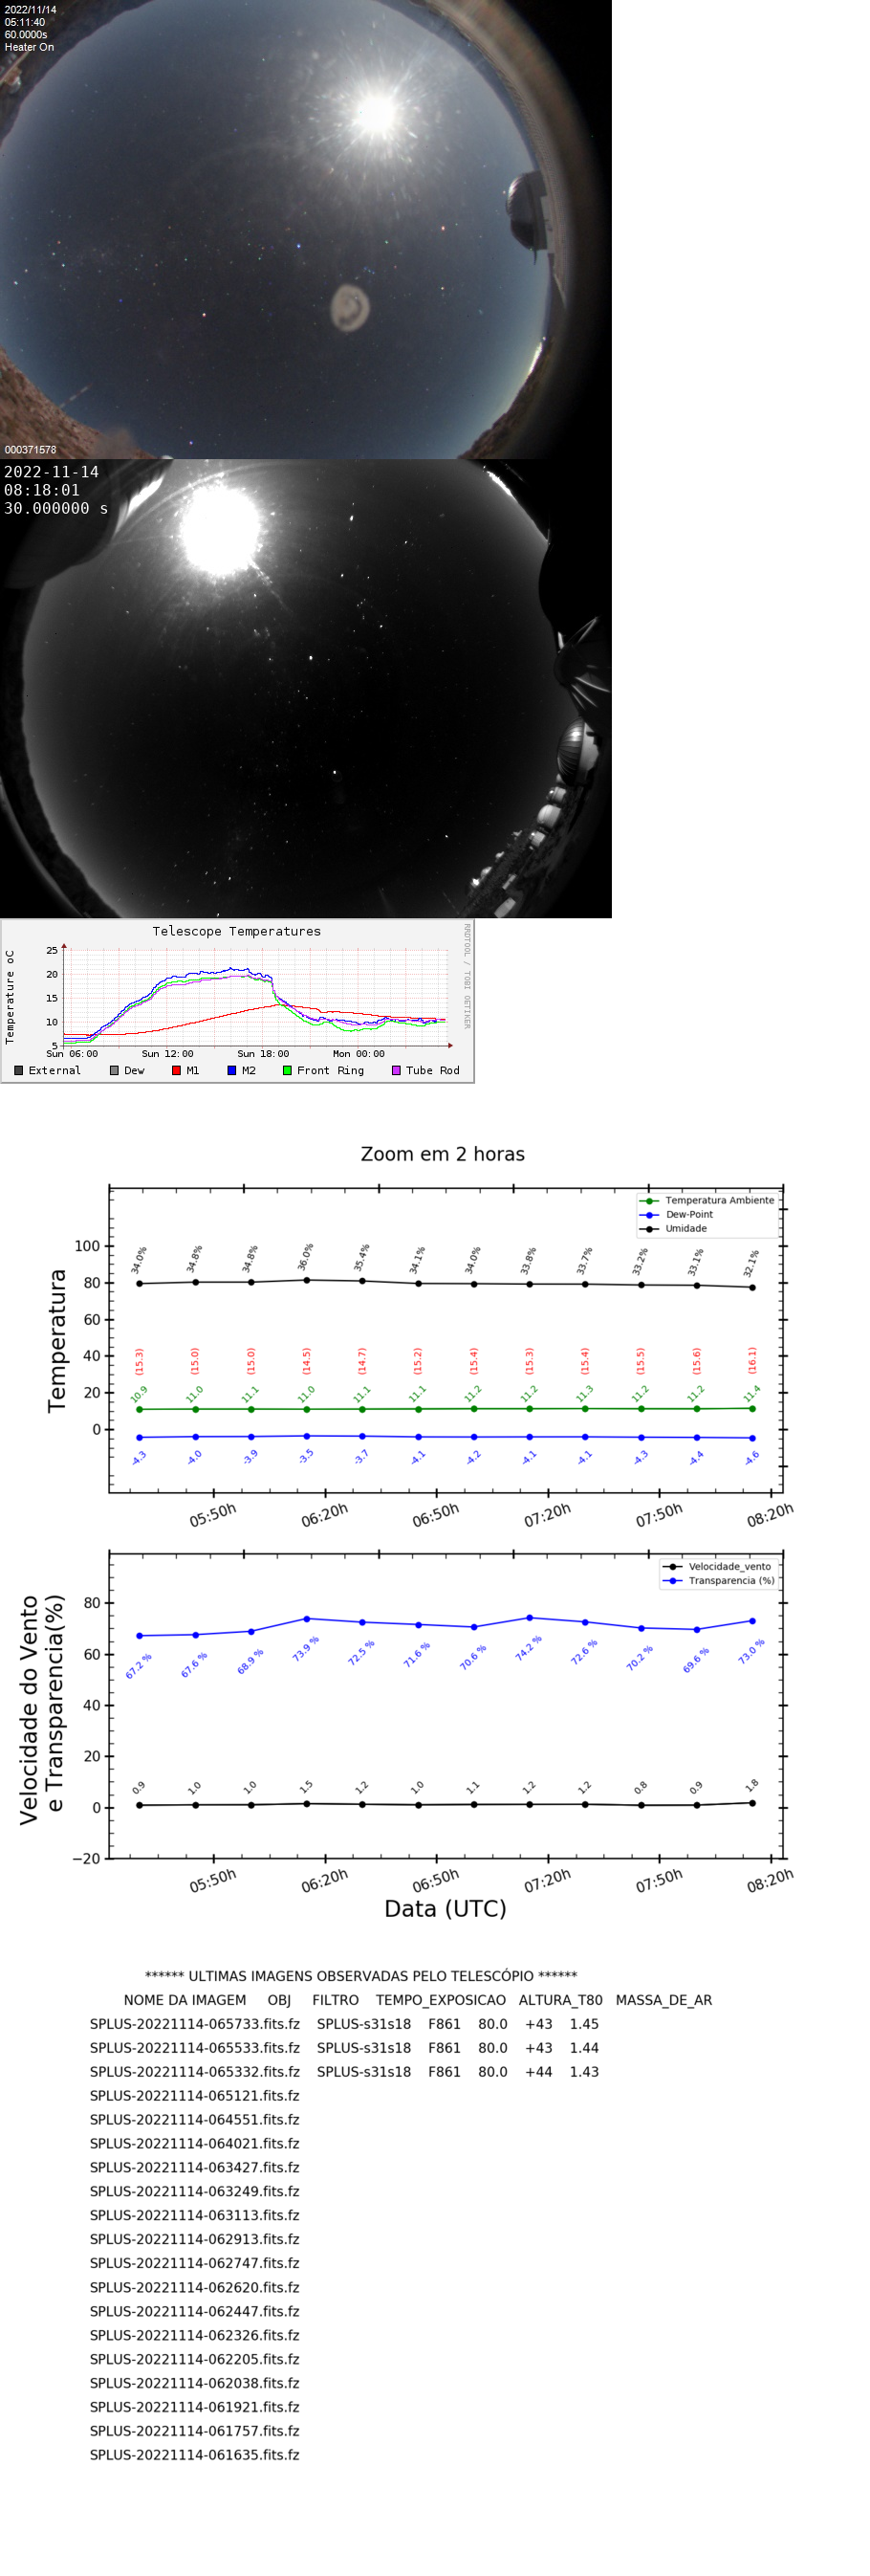 2022/11/14
05:11:40
60.0000s
Heater On
000371578
2022-11-14
08:18:01
30.000000 s
Telescope Temperatures
RRDTOOL / TOBI OETIKER
Temperature oC
25
20
15
10
5
Sun 06:00 Sun 12:00 Sun 18:00 Mon 00:00
External Dew M1 M2 Front Ring Tube Rod
Zoom em 2 horas
Temperatura Ambiente
Dew-Point
Umidade
Temperatura
100
80
60
40
20
0
34.0% 34.8% 34.8% 36.0% 35.4% 34.1% 34.0% 33.8% 33.7% 33.2% 33.1% 32.1%
(15.3) (15.0) (15.0) (14.5) (14.7) (15.2) (15.4) (15.3) (15.4) (15.5) (15.6) (16.1)
10.9 11.0 11.1 11.0 11.1 11.1 11.2 11.2 11.3 11.2 11.2 11.4
-4.3 -4.0 -3.9 -3.5 -3.7 -4.1 -4.2 -4.1 -4.1 -4.3 -4.4 -4.6
05:50h 06:20h 06:50h 07:20h 07:50h 08:20h
Velocidade_vento
Transparencia (%)
Velocidade do Vento
e Transparencia(%)
80
60
40
20
0
−20
67.2 % 67.6 % 68.9 % 73.9 % 72.5 % 71.6 % 70.6 % 74.2 % 72.6 % 70.2 % 69.6 % 73.0 %
0.9 1.0 1.0 1.5 1.2 1.0 1.1 1.2 1.2 0.8 0.9 1.8
05:50h 06:20h 06:50h 07:20h 07:50h 08:20h
Data (UTC)
****** ULTIMAS IMAGENS OBSERVADAS PELO TELESCÓPIO ******
NOME DA IMAGEM OBJ FILTRO TEMPO_EXPOSICAO ALTURA_T80 MASSA_DE_AR
SPLUS-20221114-065733.fits.fz SPLUS-s31s18 F861 80.0 +43 1.45
SPLUS-20221114-065533.fits.fz SPLUS-s31s18 F861 80.0 +43 1.44
SPLUS-20221114-065332.fits.fz SPLUS-s31s18 F861 80.0 +44 1.43
SPLUS-20221114-065121.fits.fz
SPLUS-20221114-064551.fits.fz
SPLUS-20221114-064021.fits.fz
SPLUS-20221114-063427.fits.fz
SPLUS-20221114-063249.fits.fz
SPLUS-20221114-063113.fits.fz
SPLUS-20221114-062913.fits.fz
SPLUS-20221114-062747.fits.fz
SPLUS-20221114-062620.fits.fz
SPLUS-20221114-062447.fits.fz
SPLUS-20221114-062326.fits.fz
SPLUS-20221114-062205.fits.fz
SPLUS-20221114-062038.fits.fz
SPLUS-20221114-061921.fits.fz
SPLUS-20221114-061757.fits.fz
SPLUS-20221114-061635.fits.fz